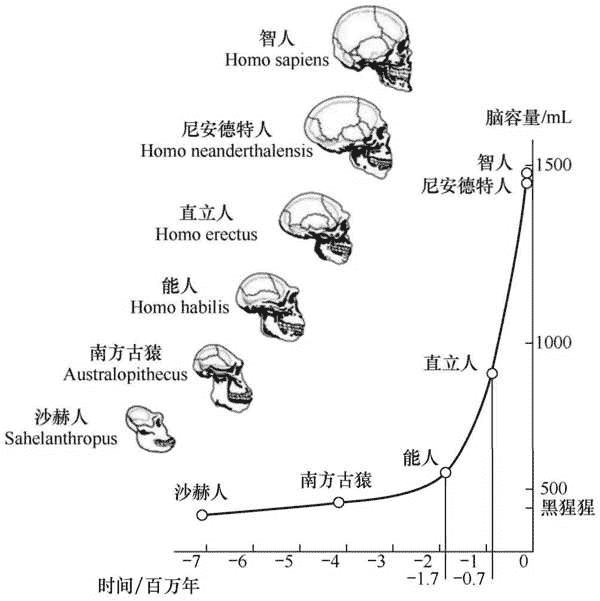 智人
Homo sapiens
尼安德特人
Homo neanderthalensis
直立人
Homo erectus
能人
Homo habilis
南方古猿
Australopithecus
沙赫人
Sahelanthropus
脑容量/mL
智人
1500
尼安德特人
1000
直立人
能人
500
南方古猿
沙赫人
黑猩猩
-7 -6 -5 -4 -3 -2 -1 0
-1.7 -0.7
时间/百万年